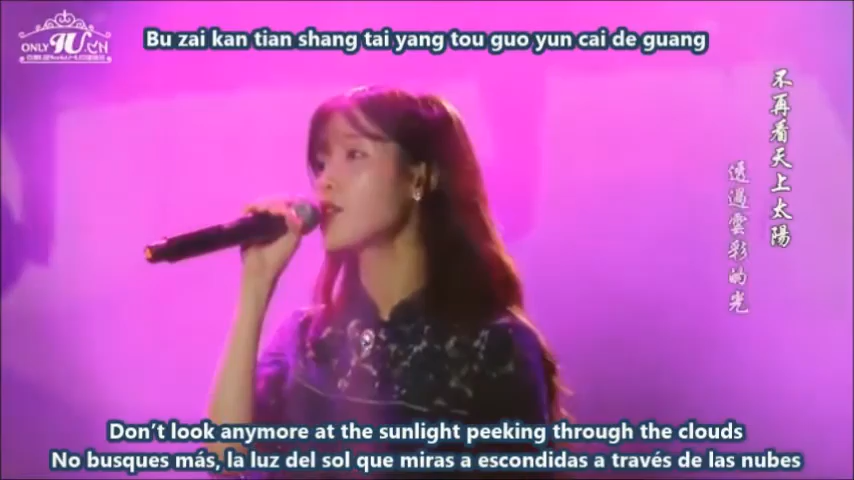 ONLY IU CN
Bu zai kan tian shang tai yang tou guo yun cai de guang
不再看天上太陽
透過雲彩的光
Don't look anymore at the sunlight peeking through the clouds
No busques más, la luz del sol que miras a escondidas a través de las nubes